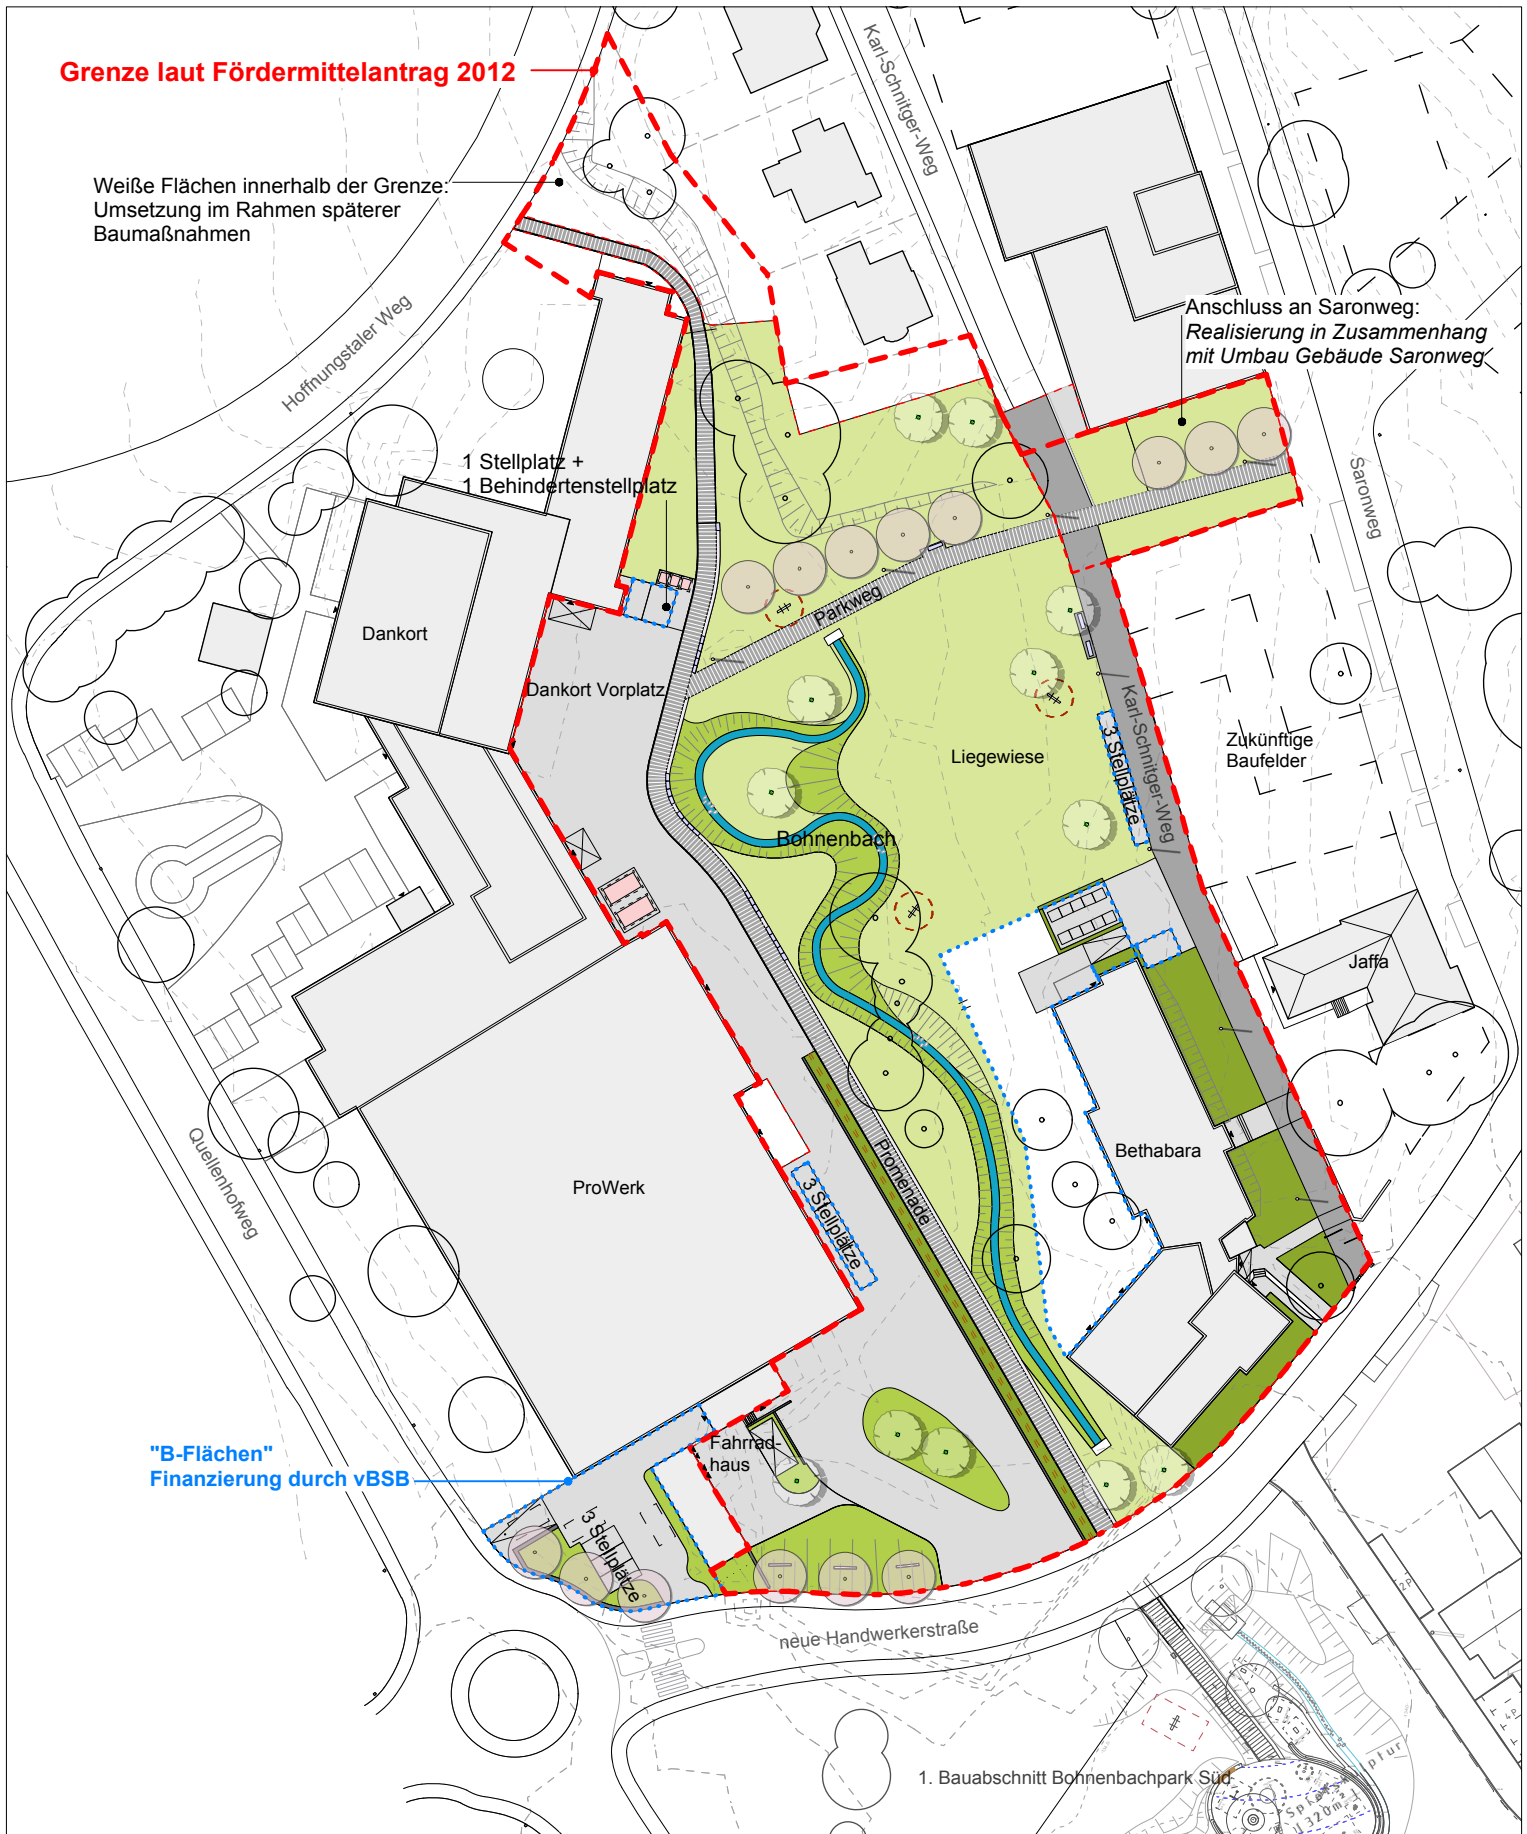 Grenze laut Fördermittelantrag 2012
Karl-Schnitger-Weg
Weiße Flächen innerhalb der Grenze:
Umsetzung im Rahmen späterer
Baumaßnahmen
Hoffnungstaler Weg
Anschluss an Saronweg:
Realisierung in Zusammenhang
mit Umbau Gebäude Saronweg
1 Stellplatz +
1 Behindertenstellplatz
Saronweg
Dankort
Parkweg
Dankort Vorplatz
Karl-Schnitger-Weg
3 Stellplätze
Liegewiese
Zukünftige
Baufelder
Bohnenbach
Jaffa
Quellenhofweg
Promenade
Bethabara
ProWerk
3 Stellplätze
Fahrrad-
haus
"B-Flächen"
Finanzierung durch vBSB
3 Stellplätze
neue Handwerkerstraße
2P
1. Bauabschnitt Bohnenbachpark Süd